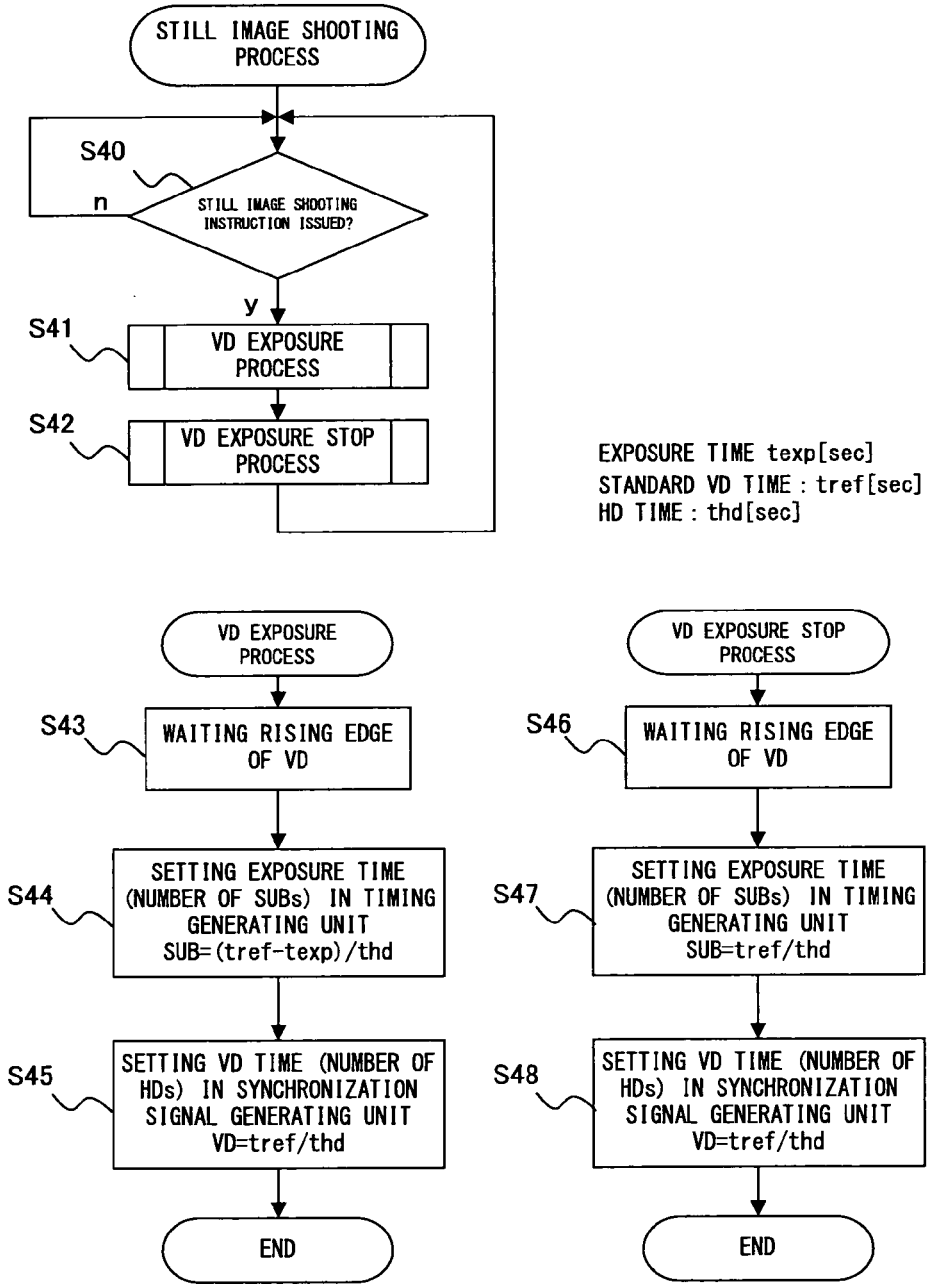 STILL IMAGE SHOOTING
PROCESS
S40
n
STILL IMAGE SHOOTING
INSTRUCTION ISSUED?
y
S41
VD EXPOSURE
PROCESS
S42
VD EXPOSURE STOP
PROCESS
EXPOSURE TIME texp[sec]
STANDARD VD TIME : tref[sec]
HD TIME : thd[sec]
VD EXPOSURE
PROCESS
S43
WAITING RISING EDGE
OF VD
S44
SETTING EXPOSURE TIME
(NUMBER OF SUBs) IN TIMING
GENERATING UNIT
SUB=(tref-texp)/thd
S45
SETTING VD TIME (NUMBER OF
HDs) IN SYNCHRONIZATION
SIGNAL GENERATING UNIT
VD=tref/thd
END
VD EXPOSURE STOP
PROCESS
S46
WAITING RISING EDGE
OF VD
S47
SETTING EXPOSURE TIME
(NUMBER OF SUBs) IN TIMING
GENERATING UNIT
SUB=tref/thd
S48
SETTING VD TIME (NUMBER OF
HDs) IN SYNCHRONIZATION
SIGNAL GENERATING UNIT
VD=tref/thd
END